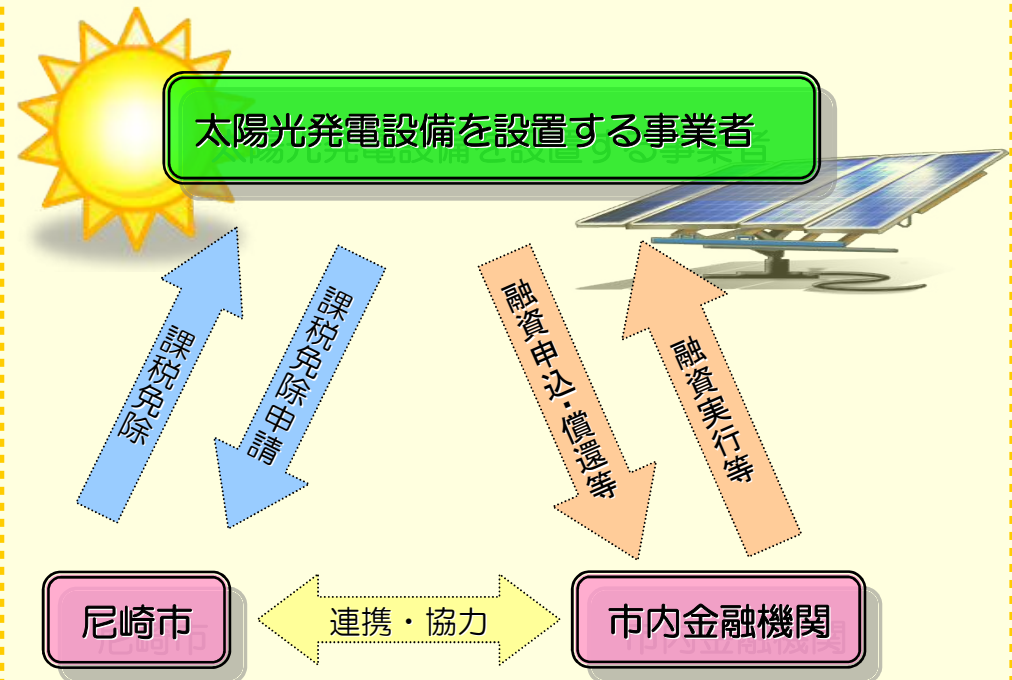 太陽光発電設備を設置する事業者
課税免除
課税免除申請
融資申込・償還等
融資実行等
尼崎市
連携・協力
市内金融機関